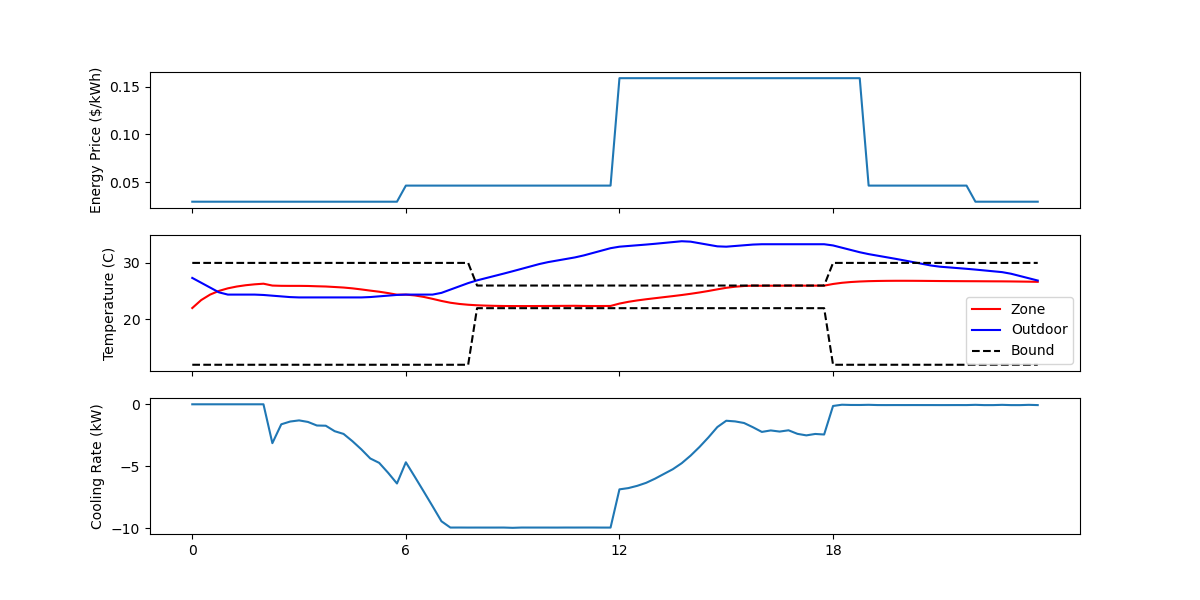 Energy Price ($/kWh)
0.15
0.10
0.05
Temperature (C)
30
20
Zone
Outdoor
Bound
Cooling Rate (kW)
0
−5
−10
0 6 12 18